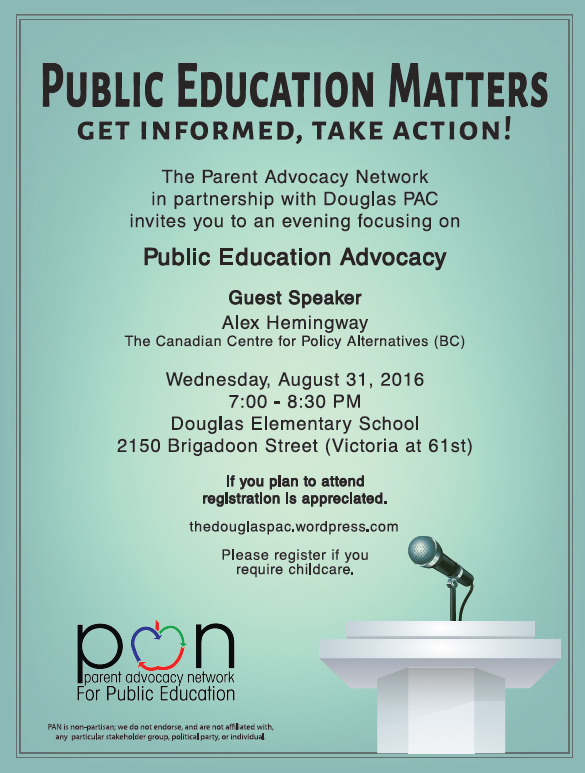 PUBLIC EDUCATION MATTERS
GET INFORMED, TAKE ACTION!
The Parent Advocacy Network
in partnership with Douglas PAC
invites you to an evening focusing on
Public Education Advocacy
Guest Speaker
Alex Hemingway
The Canadian Centre for Policy Alternatives (BC)
Wednesday, August 31, 2016
7:00 - 8:30 PM
Douglas Elementary School
2150 Brigadoon Street (Victoria at 61st)
If you plan to attend
registration is appreciated.
thedouglaspac.wordpress.com
Please register if you
require childcare.
pan
parent advocacy network
For Public Education
PAN is non-partisan; we do not endorse, and are not affiliated with,
any particular stakeholder group, political party, or individual.